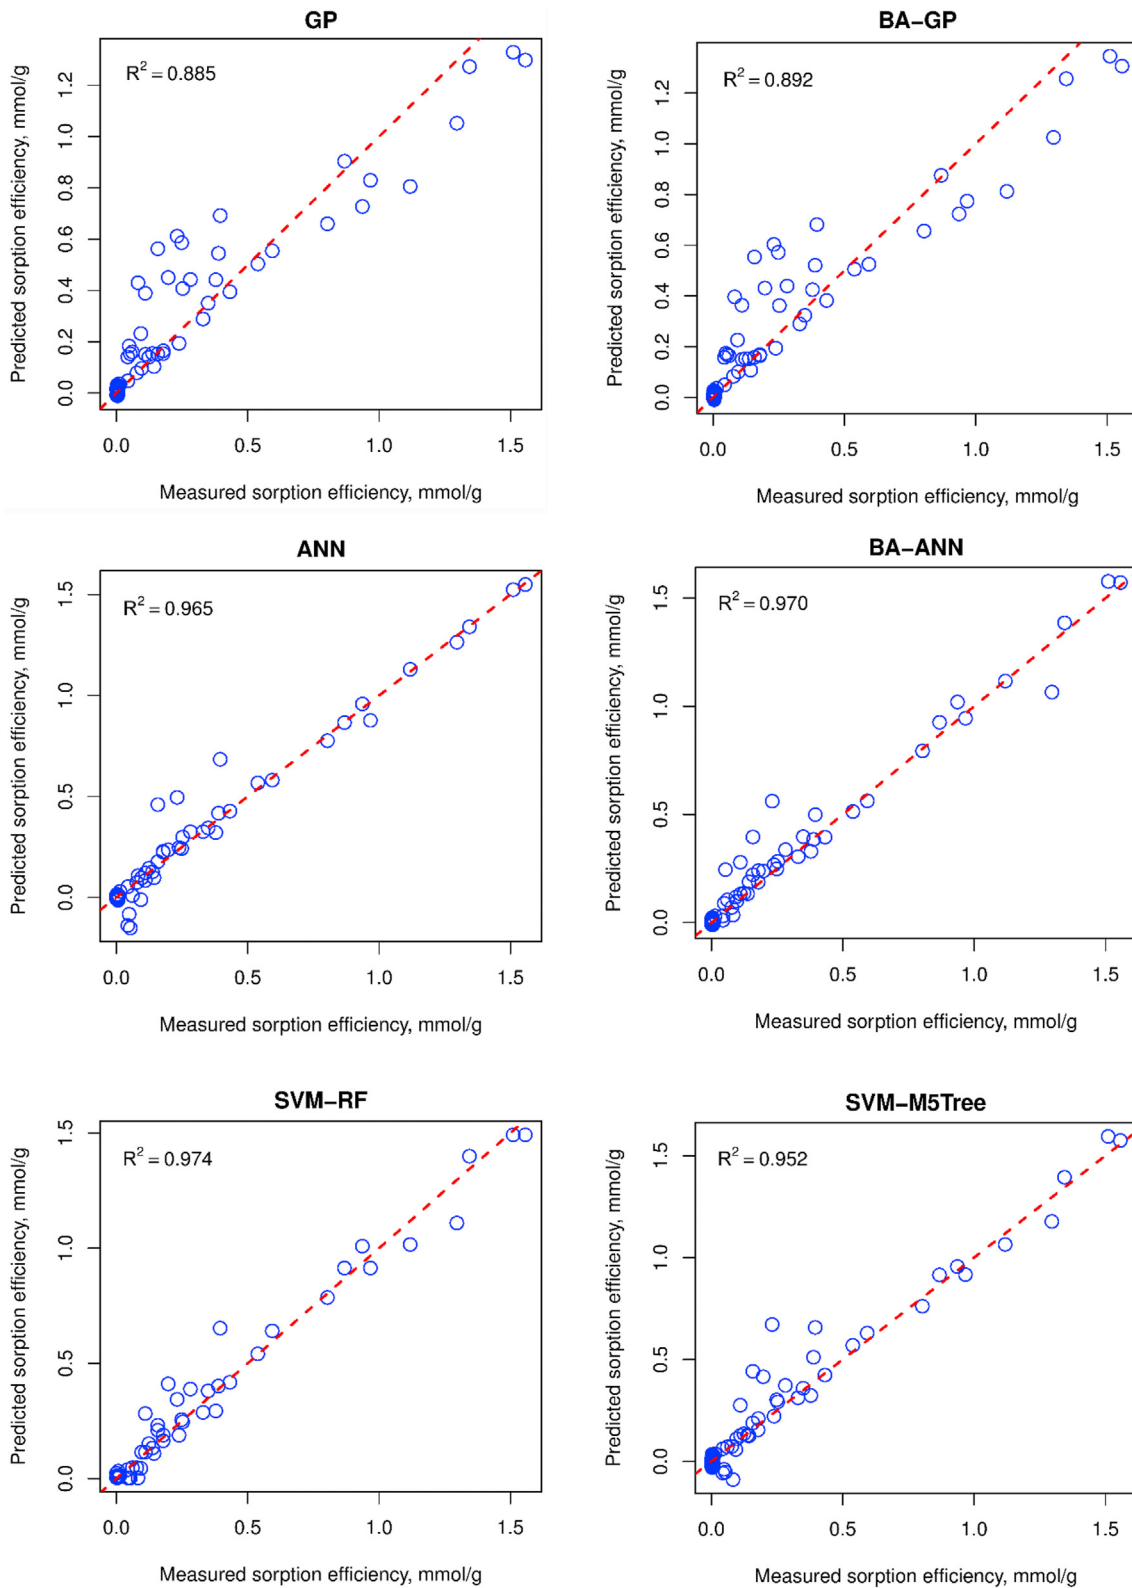 GP
R² = 0.885
Predicted sorption efficiency, mmol/g
1.2
1.0
0.8
0.6
0.4
0.2
0.0
0.0 0.5 1.0 1.5
Measured sorption efficiency, mmol/g
BA−GP
R² = 0.892
Predicted sorption efficiency, mmol/g
1.2
1.0
0.8
0.6
0.4
0.2
0.0
0.0 0.5 1.0 1.5
Measured sorption efficiency, mmol/g
ANN
R² = 0.965
Predicted sorption efficiency, mmol/g
1.5
1.0
0.5
0.0
0.0 0.5 1.0 1.5
Measured sorption efficiency, mmol/g
BA−ANN
R² = 0.970
Predicted sorption efficiency, mmol/g
1.5
1.0
0.5
0.0
0.0 0.5 1.0 1.5
Measured sorption efficiency, mmol/g
SVM−RF
R² = 0.974
Predicted sorption efficiency, mmol/g
1.5
1.0
0.5
0.0
0.0 0.5 1.0 1.5
Measured sorption efficiency, mmol/g
SVM−M5Tree
R² = 0.952
Predicted sorption efficiency, mmol/g
1.5
1.0
0.5
0.0
0.0 0.5 1.0 1.5
Measured sorption efficiency, mmol/g